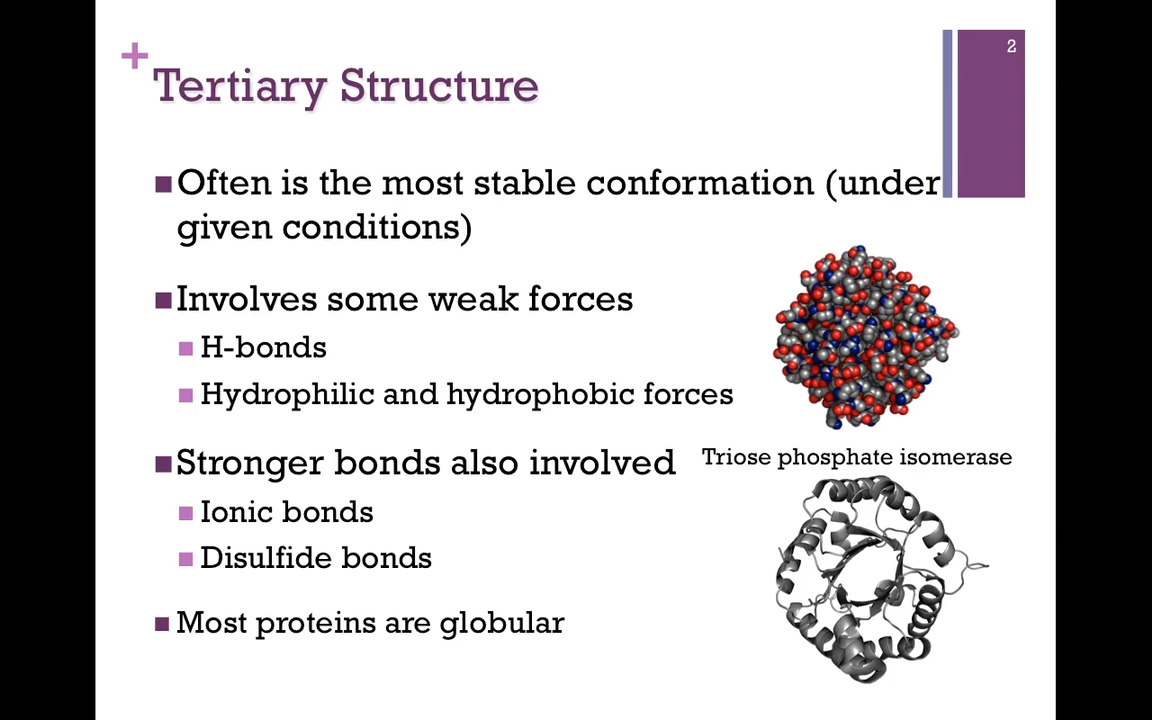 2
+
Tertiary Structure
Often is the most stable conformation (under
given conditions)
Involves some weak forces
H-bonds
Hydrophilic and hydrophobic forces
Stronger bonds also involved
Triose phosphate isomerase
Ionic bonds
Disulfide bonds
Most proteins are globular